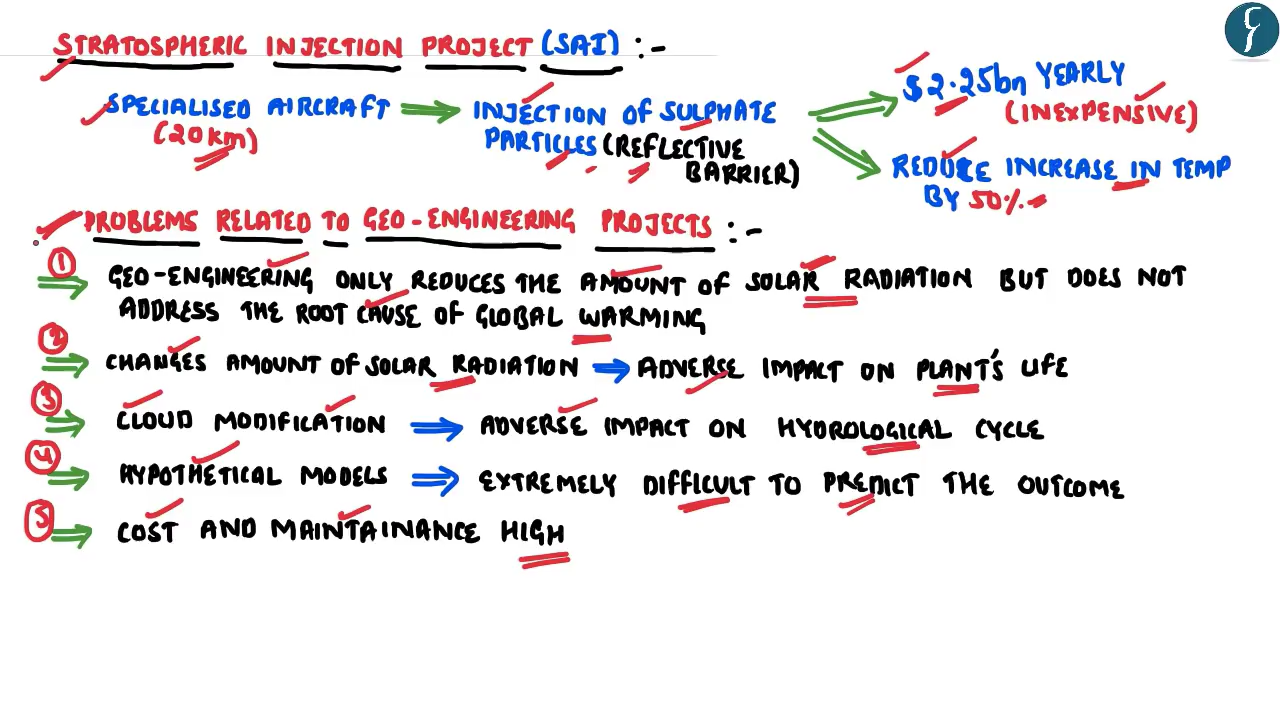 STRATOSPHERIC INJECTION PROJECT (SAI) :-
SPECIALISED AIRCRAFT ⇒ INJECTION OF SULPHATE
(20 km)
PARTICLES (REFLECTIVE
BARRIER)
$2.25bn YEARLY
(INEXPENSIVE)
REDUCE INCREASE IN TEMP
BY 50%
PROBLEMS RELATED TO GEO-ENGINEERING PROJECTS :-
1 ⇒ GEO-ENGINEERING ONLY REDUCES THE AMOUNT OF SOLAR RADIATION BUT DOES NOT
ADDRESS THE ROOT CAUSE OF GLOBAL WARMING
2 ⇒ CHANGES AMOUNT OF SOLAR RADIATION ⇒ ADVERSE IMPACT ON PLANT'S LIFE
3 ⇒ CLOUD MODIFICATION ⇒ ADVERSE IMPACT ON HYDROLOGICAL CYCLE
4 ⇒ HYPOTHETICAL MODELS ⇒ EXTREMELY DIFFICULT TO PREDICT THE OUTCOME
5 ⇒ COST AND MAINTAINANCE HIGH